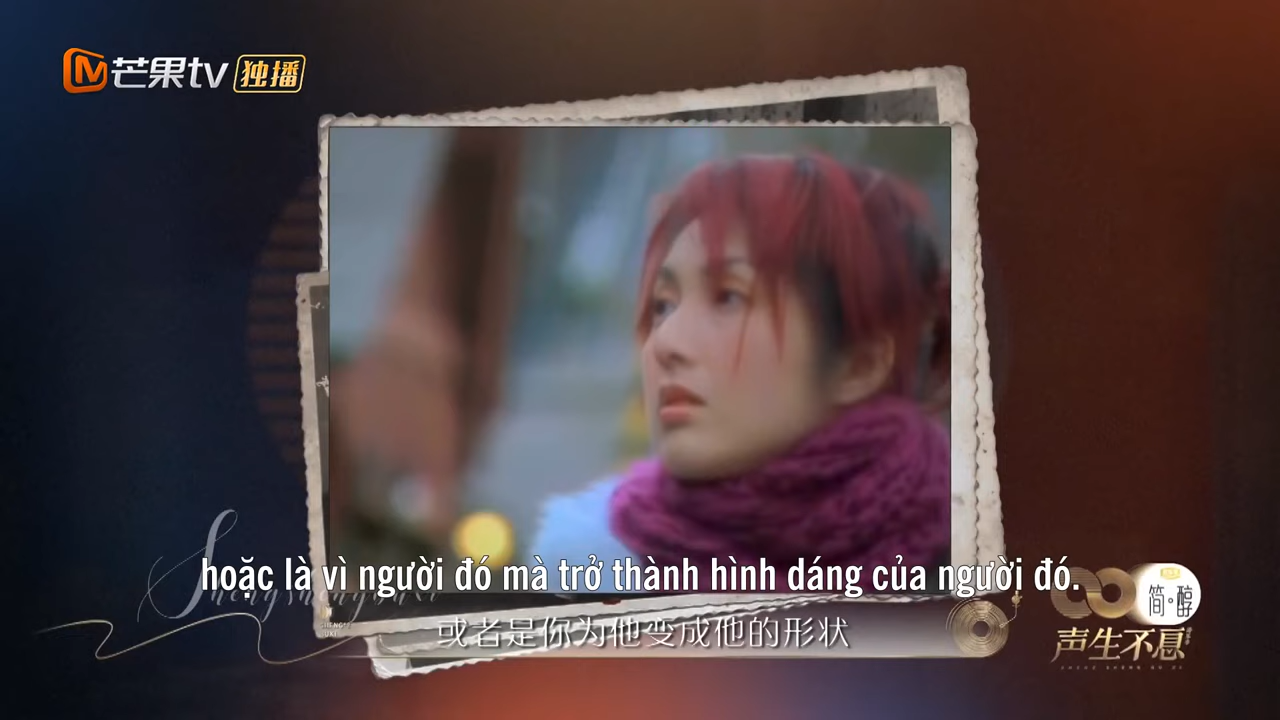 芒果tv 独播
hoặc là vì người đó mà trở thành hình dáng của người đó.
或者是你为他变成他的形状
简·醇
声生不息